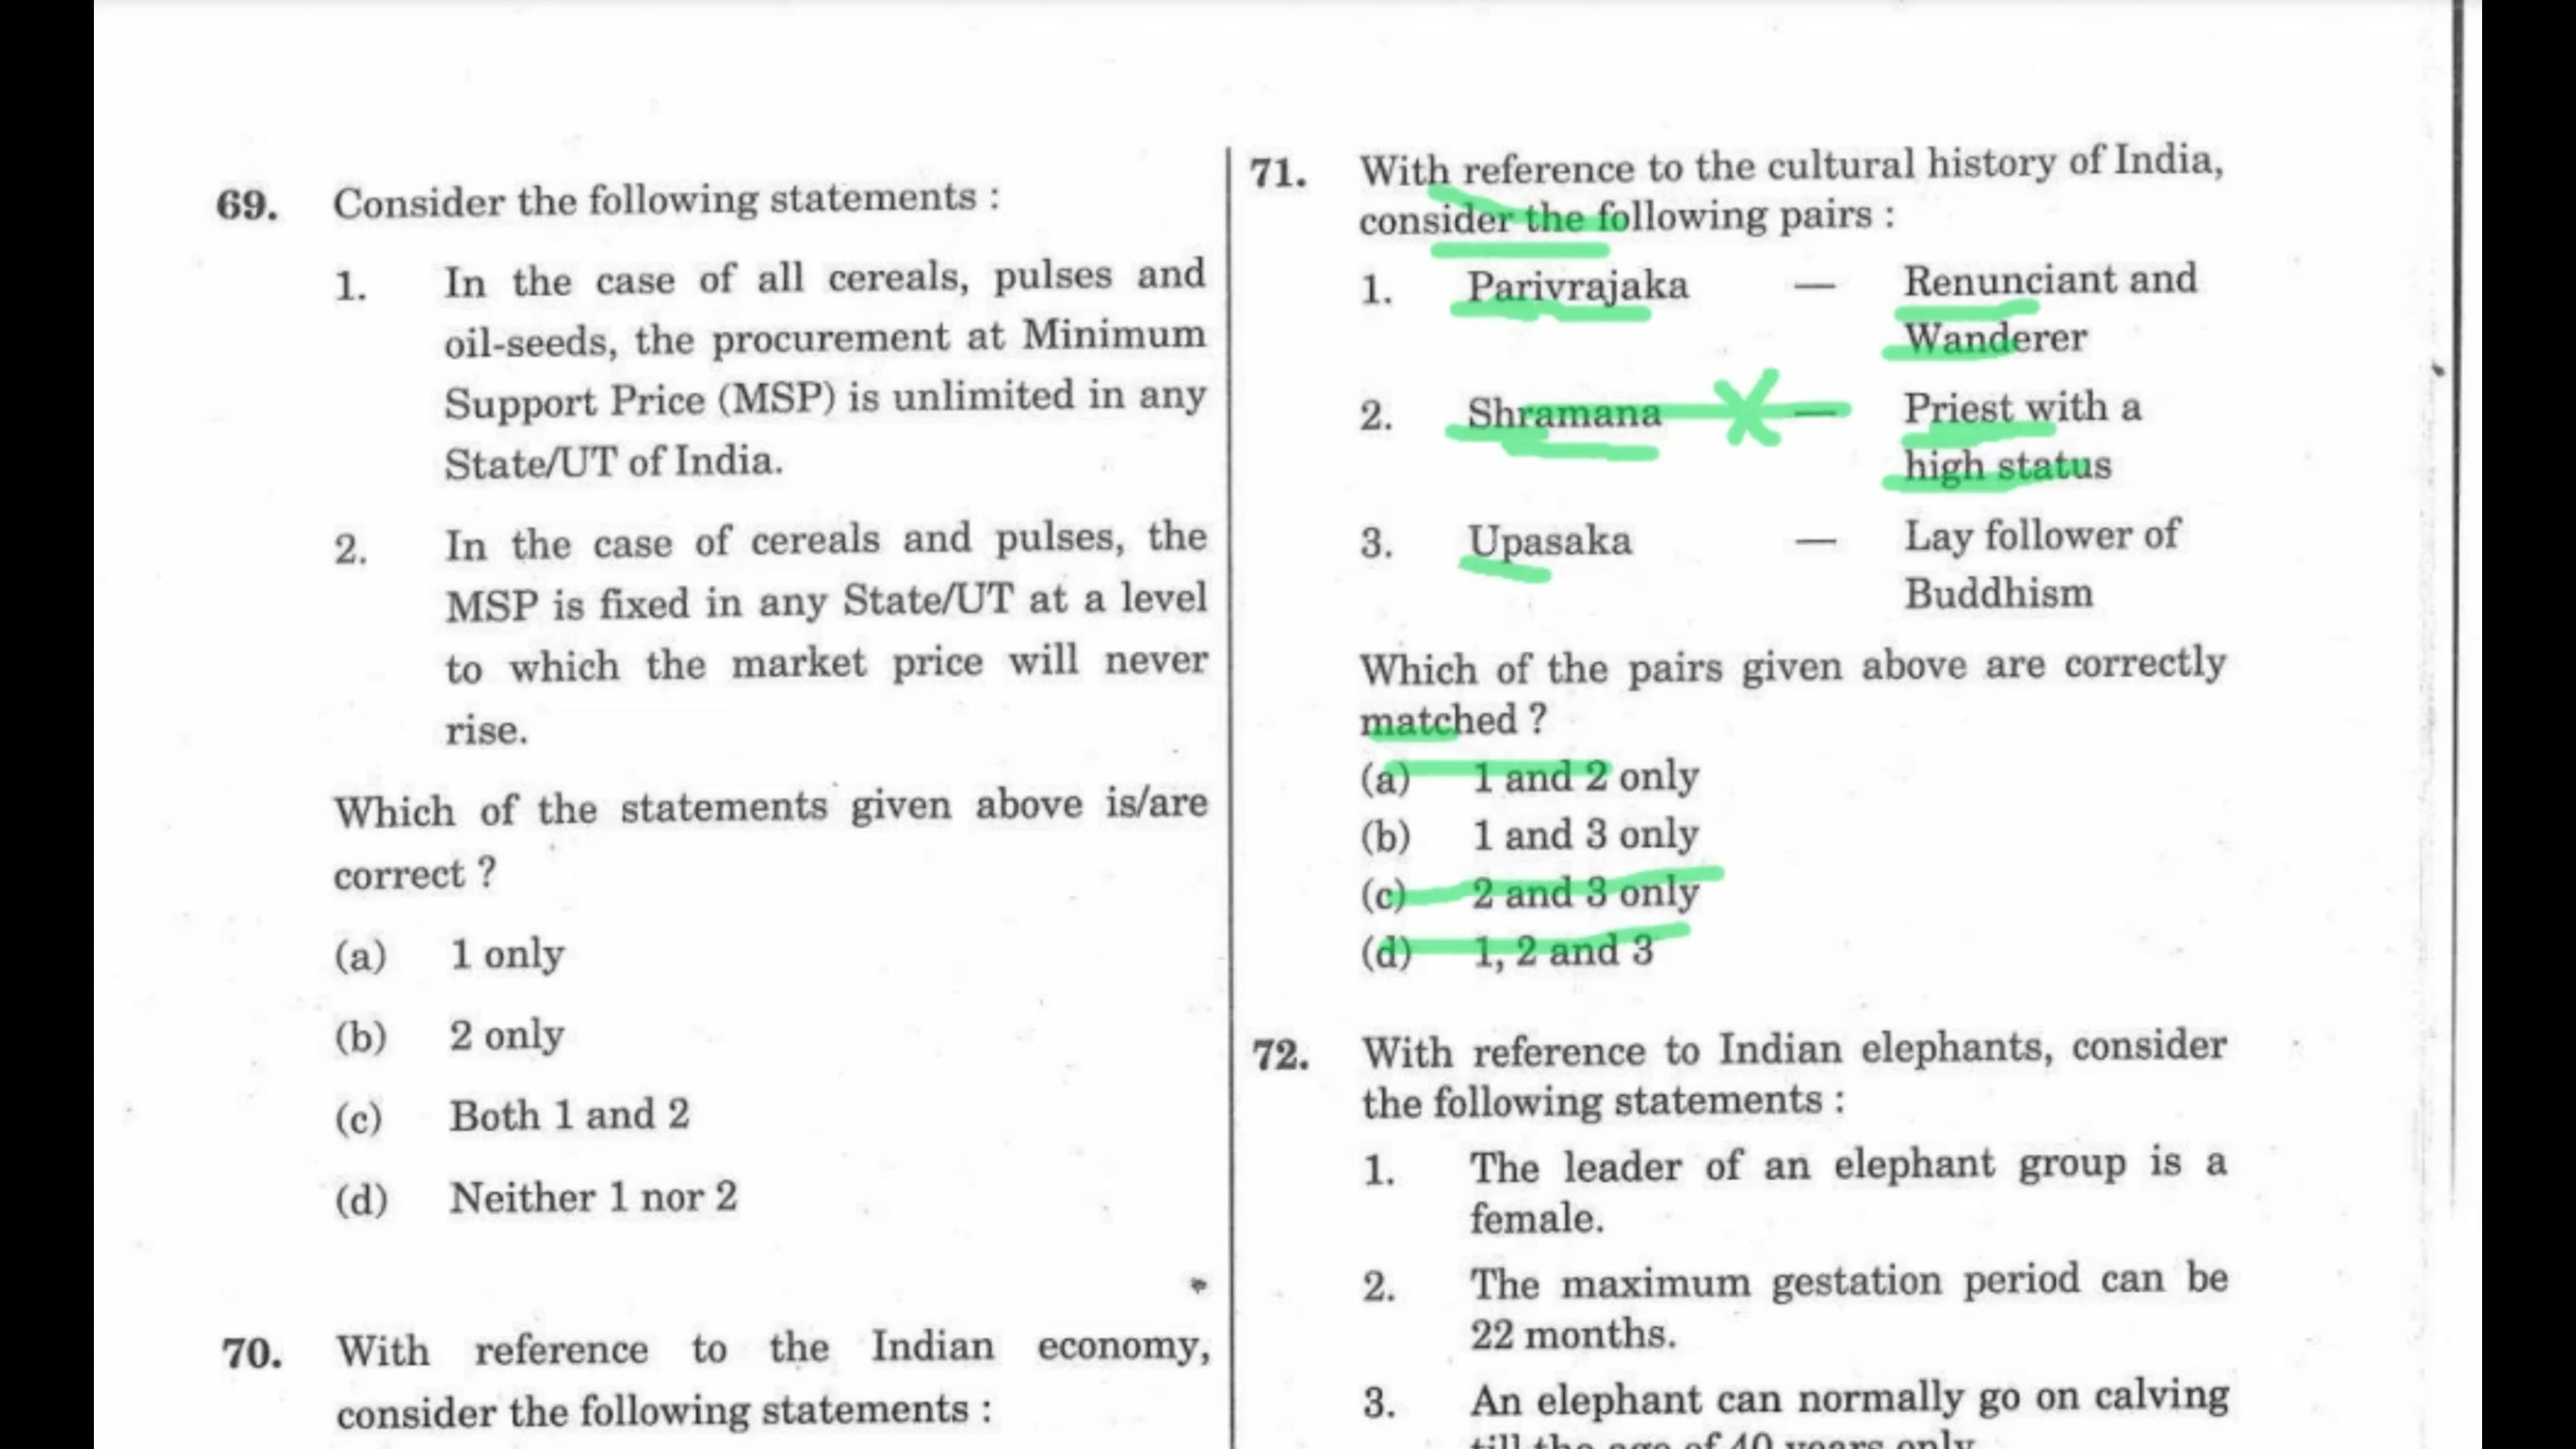 69. Consider the following statements :
1. In the case of all cereals, pulses and
oil-seeds, the procurement at Minimum
Support Price (MSP) is unlimited in any
State/UT of India.
2. In the case of cereals and pulses, the
MSP is fixed in any State/UT at a level
to which the market price will never
rise.
Which of the statements given above is/are
correct ?
(a) 1 only
(b) 2 only
(c) Both 1 and 2
(d) Neither 1 nor 2
70. With reference to the Indian economy,
consider the following statements :
71. With reference to the cultural history of India,
consider the following pairs :
1. Parivrajaka — Renunciant and
Wanderer
2. Shramana — Priest with a
high status
3. Upasaka — Lay follower of
Buddhism
Which of the pairs given above are correctly
matched ?
(a) 1 and 2 only
(b) 1 and 3 only
(c) 2 and 3 only
(d) 1, 2 and 3
72. With reference to Indian elephants, consider
the following statements :
1. The leader of an elephant group is a
female.
2. The maximum gestation period can be
22 months.
3. An elephant can normally go on calving
till the age of 40 years only.